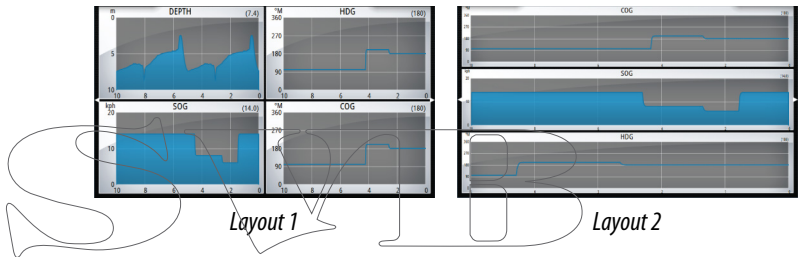 m DEPTH (7.4)
0
5
10
10 8 6 4 2 0
°M HDG (180)
360
270
180
90
0
10 8 6 4 2 0
kph SOG (14.0)
20
10
0
10 8 6 4 2 0
°M COG (180)
360
270
180
90
0
10 8 6 4 2 0
COG
SOG
HDG
Layout 1
Layout 2